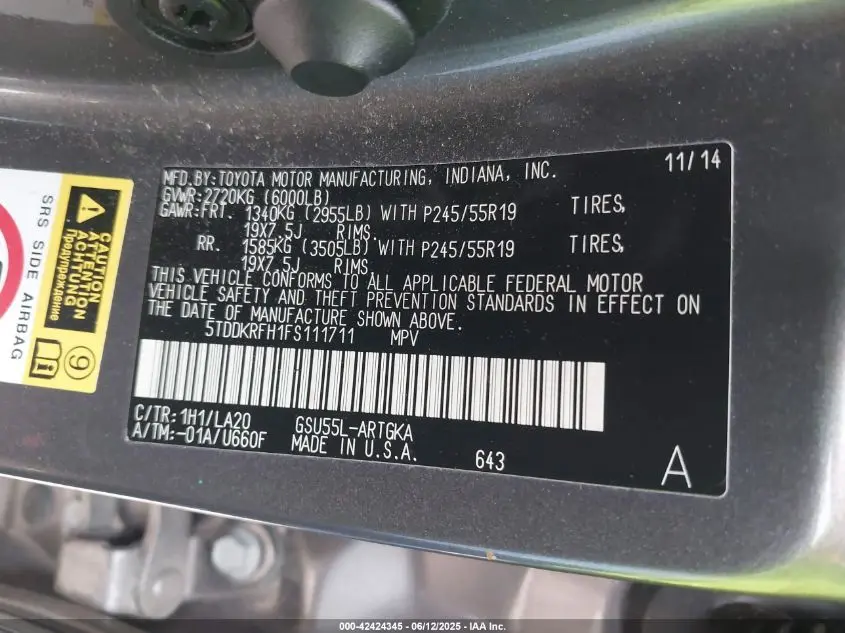 MFD.BY:TOYOTA MOTOR MANUFACTURING, INDIANA, INC. 11/14
GVWR:2720KG (6000LB)
GAWR:FRT. 1340KG (2955LB) WITH P245/55R19 TIRES,
19X7.5J RIMS,
RR. 1585KG (3505LB) WITH P245/55R19 TIRES,
19X7.5J RIMS,
THIS VEHICLE CONFORMS TO ALL APPLICABLE FEDERAL MOTOR
VEHICLE SAFETY AND THEFT PREVENTION STANDARDS IN EFFECT ON
THE DATE OF MANUFACTURE SHOWN ABOVE.
5TDDKRFH1FS111711 MPV
C/TR:1H1/LA20 GSU55L-ARTGKA
A/TM:-01A/U660F MADE IN U.S.A. 643
A
SRS SIDE AIRBAG
CAUTION
ATTENTION
ACHTUNG
Предупреждение
9
000-42424345 | 06/12/2025 | IAA Inc.